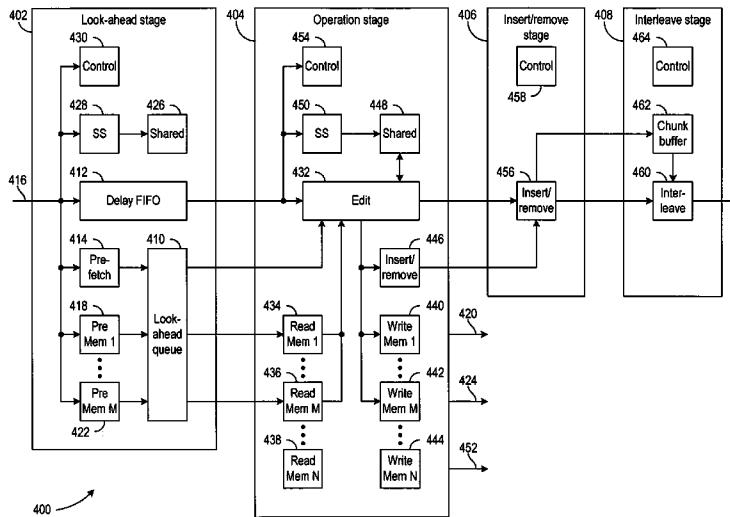 402
Look-ahead stage
404
Operation stage
406
Insert/remove
stage
408
Interleave stage
430
Control
454
Control
Control
458
464
Control
428
SS
426
Shared
450
SS
448
Shared
462
Chunk
buffer
416
412
Delay FIFO
432
Edit
456
Insert/
remove
460
Inter-
leave
414
Pre-
fetch
410
Look-
ahead
queue
446
Insert/
remove
418
Pre
Mem 1
434
Read
Mem 1
440
Write
Mem 1
420
Pre
Mem M
422
436
Read
Mem M
442
Write
Mem M
424
438
Read
Mem N
444
Write
Mem N
452
400